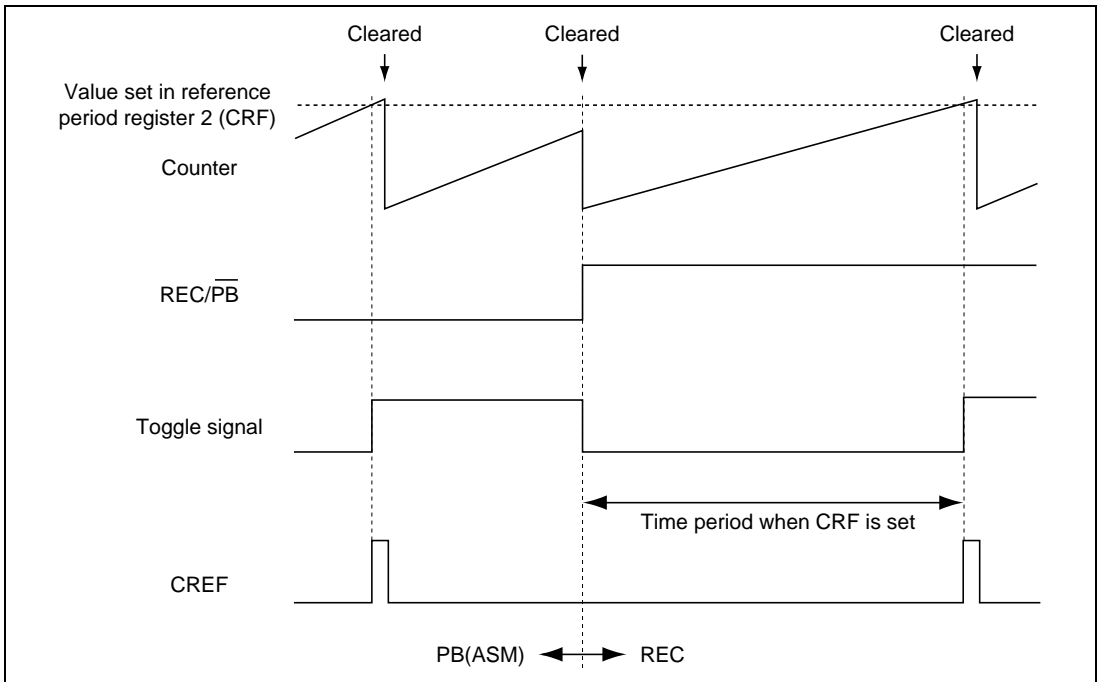 Cleared Cleared Cleared
Value set in reference
period register 2 (CRF)
Counter
REC/P̅B̅
Toggle signal
Time period when CRF is set
CREF
PB(ASM) REC